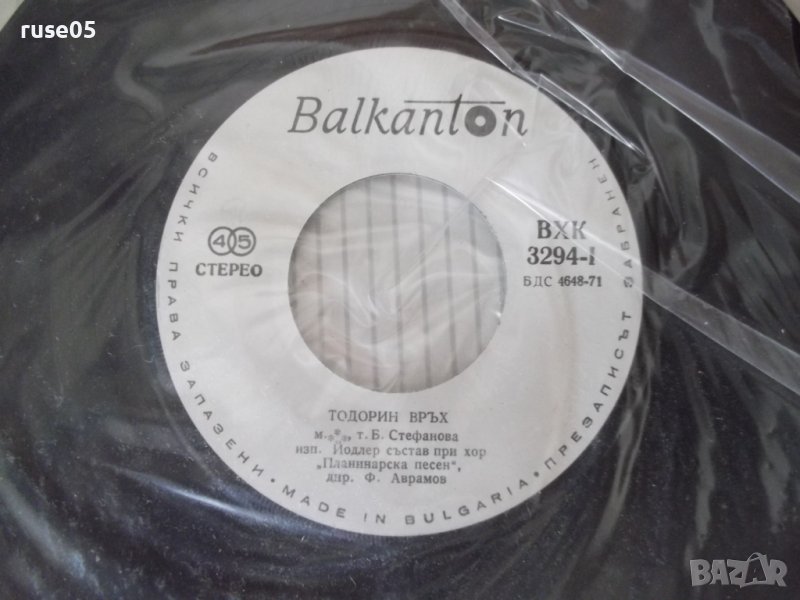 ruse05
Balkanton
45
СТЕРЕО
ВХК
3294-I
БДС 4648-71
ТОДОРИН ВРЪХ
м.***, т. Б. Стефанова
изп. Йодлер състав при хор
„Планинарска песен“,
дир. Ф. Аврамов
ВСИЧКИ ПРАВА ЗАПАЗЕНИ • MADE IN BULGARIA • ПРЕЗАПИСЪТ ЗАБРАНЕН
BAZAR